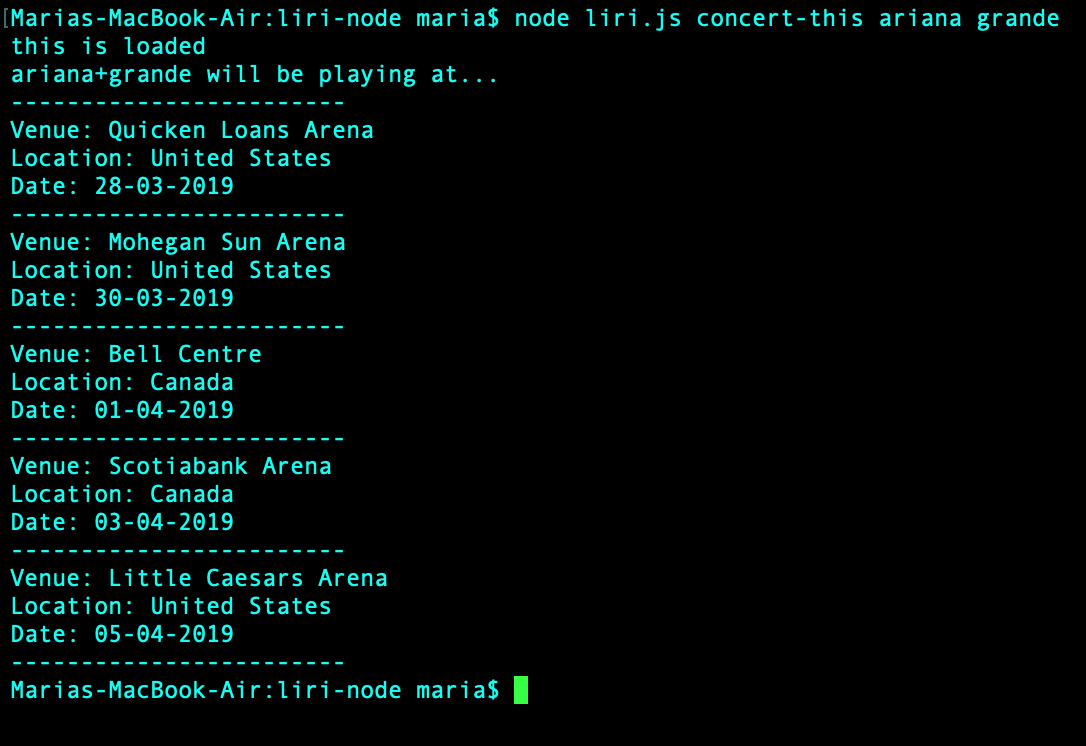 [Marias-MacBook-Air:liri-node maria$ node liri.js concert-this ariana grande
this is loaded
ariana+grande will be playing at...
------------------------
Venue: Quicken Loans Arena
Location: United States
Date: 28-03-2019
------------------------
Venue: Mohegan Sun Arena
Location: United States
Date: 30-03-2019
------------------------
Venue: Bell Centre
Location: Canada
Date: 01-04-2019
------------------------
Venue: Scotiabank Arena
Location: Canada
Date: 03-04-2019
------------------------
Venue: Little Caesars Arena
Location: United States
Date: 05-04-2019
------------------------
Marias-MacBook-Air:liri-node maria$